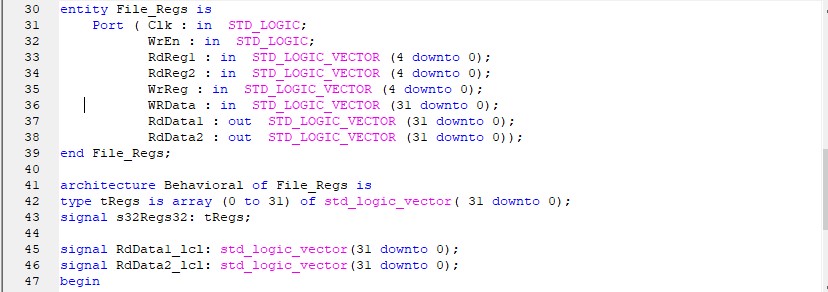 30 entity File_Regs is
31 Port ( Clk : in STD_LOGIC;
32 WrEn : in STD_LOGIC;
33 RdReg1 : in STD_LOGIC_VECTOR (4 downto 0);
34 RdReg2 : in STD_LOGIC_VECTOR (4 downto 0);
35 WrReg : in STD_LOGIC_VECTOR (4 downto 0);
36 WRData : in STD_LOGIC_VECTOR (31 downto 0);
37 RdData1 : out STD_LOGIC_VECTOR (31 downto 0);
38 RdData2 : out STD_LOGIC_VECTOR (31 downto 0));
39 end File_Regs;
40
41 architecture Behavioral of File_Regs is
42 type tRegs is array (0 to 31) of std_logic_vector( 31 downto 0);
43 signal s32Regs32: tRegs;
44
45 signal RdData1_lcl: std_logic_vector(31 downto 0);
46 signal RdData2_lcl: std_logic_vector(31 downto 0);
47 begin